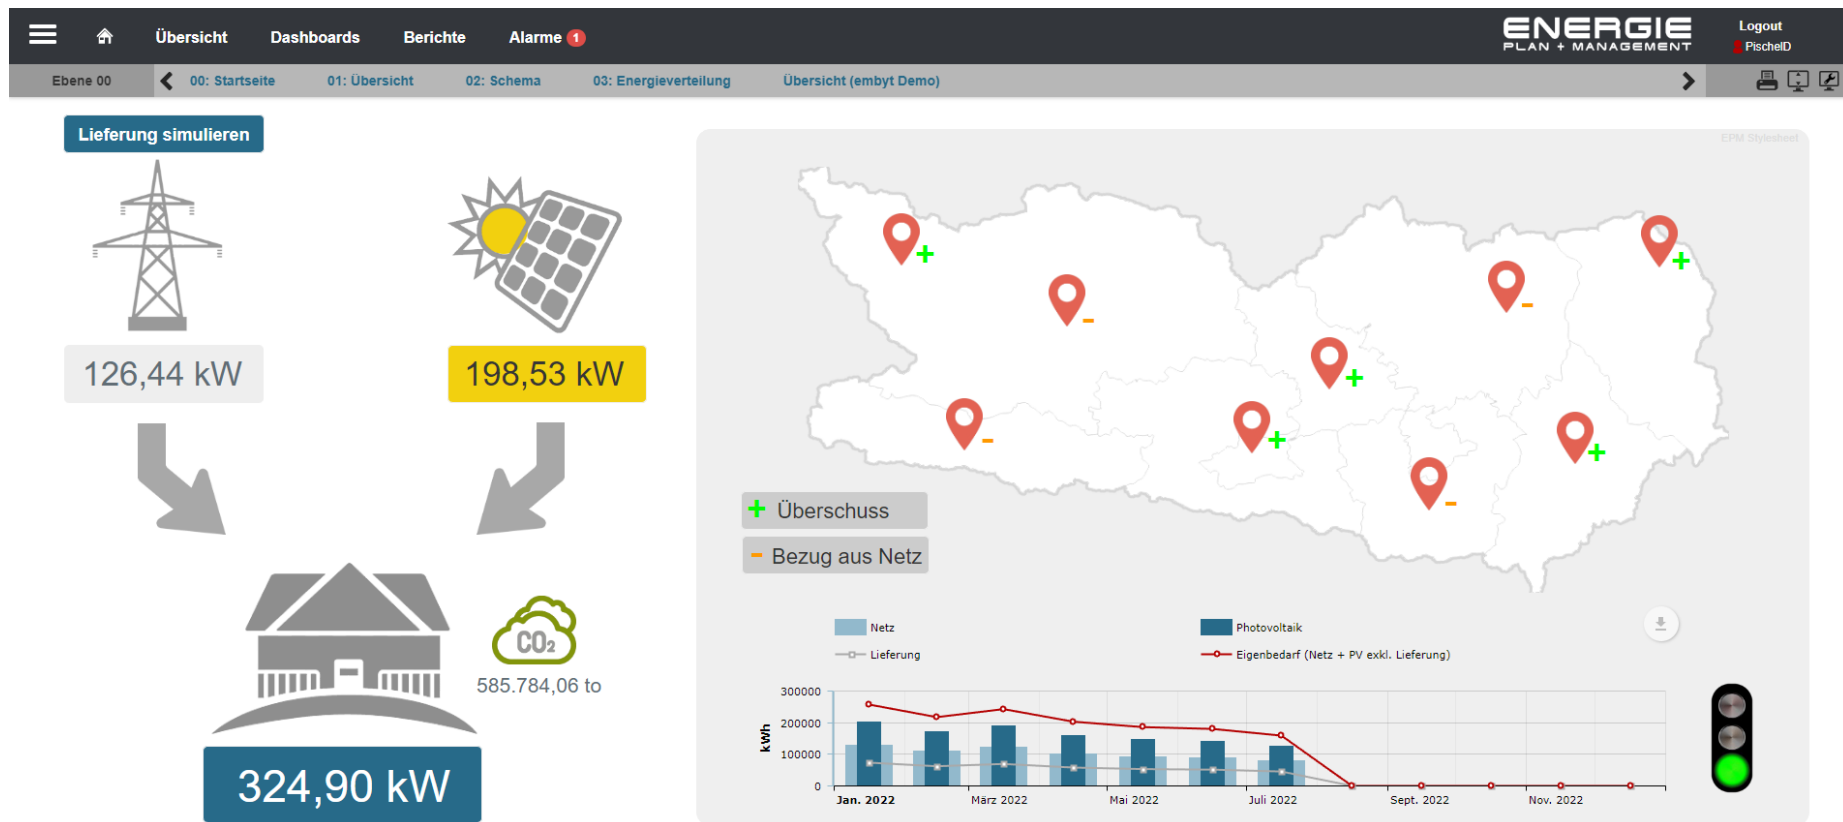 Übersicht
Dashboards
Berichte
Alarme 1
ENERGIE
PLAN + MANAGEMENT
Logout
PischelD
Ebene 00
00: Startseite
01: Übersicht
02: Schema
03: Energieverteilung
Übersicht (embyt Demo)
Lieferung simulieren
EPM Stylesheet
126,44 kW
198,53 kW
CO₂
585.784,06 to
324,90 kW
+ Überschuss
- Bezug aus Netz
Netz
Photovoltaik
Lieferung
Eigenbedarf (Netz + PV exkl. Lieferung)
kWh
300000
200000
100000
0
Jan. 2022
März 2022
Mai 2022
Juli 2022
Sept. 2022
Nov. 2022